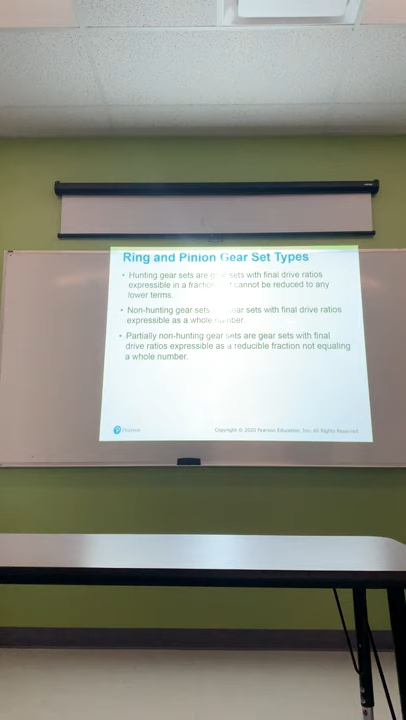 Ring and Pinion Gear Set Types
• Hunting gear sets are gear sets with final drive ratios
expressible in a fraction that cannot be reduced to any
lower terms.
• Non-hunting gear sets are gear sets with final drive ratios
expressible as a whole number.
• Partially non-hunting gear sets are gear sets with final
drive ratios expressible as a reducible fraction not equaling
a whole number.
Pearson
Copyright © 2020 Pearson Education, Inc. All Rights Reserved